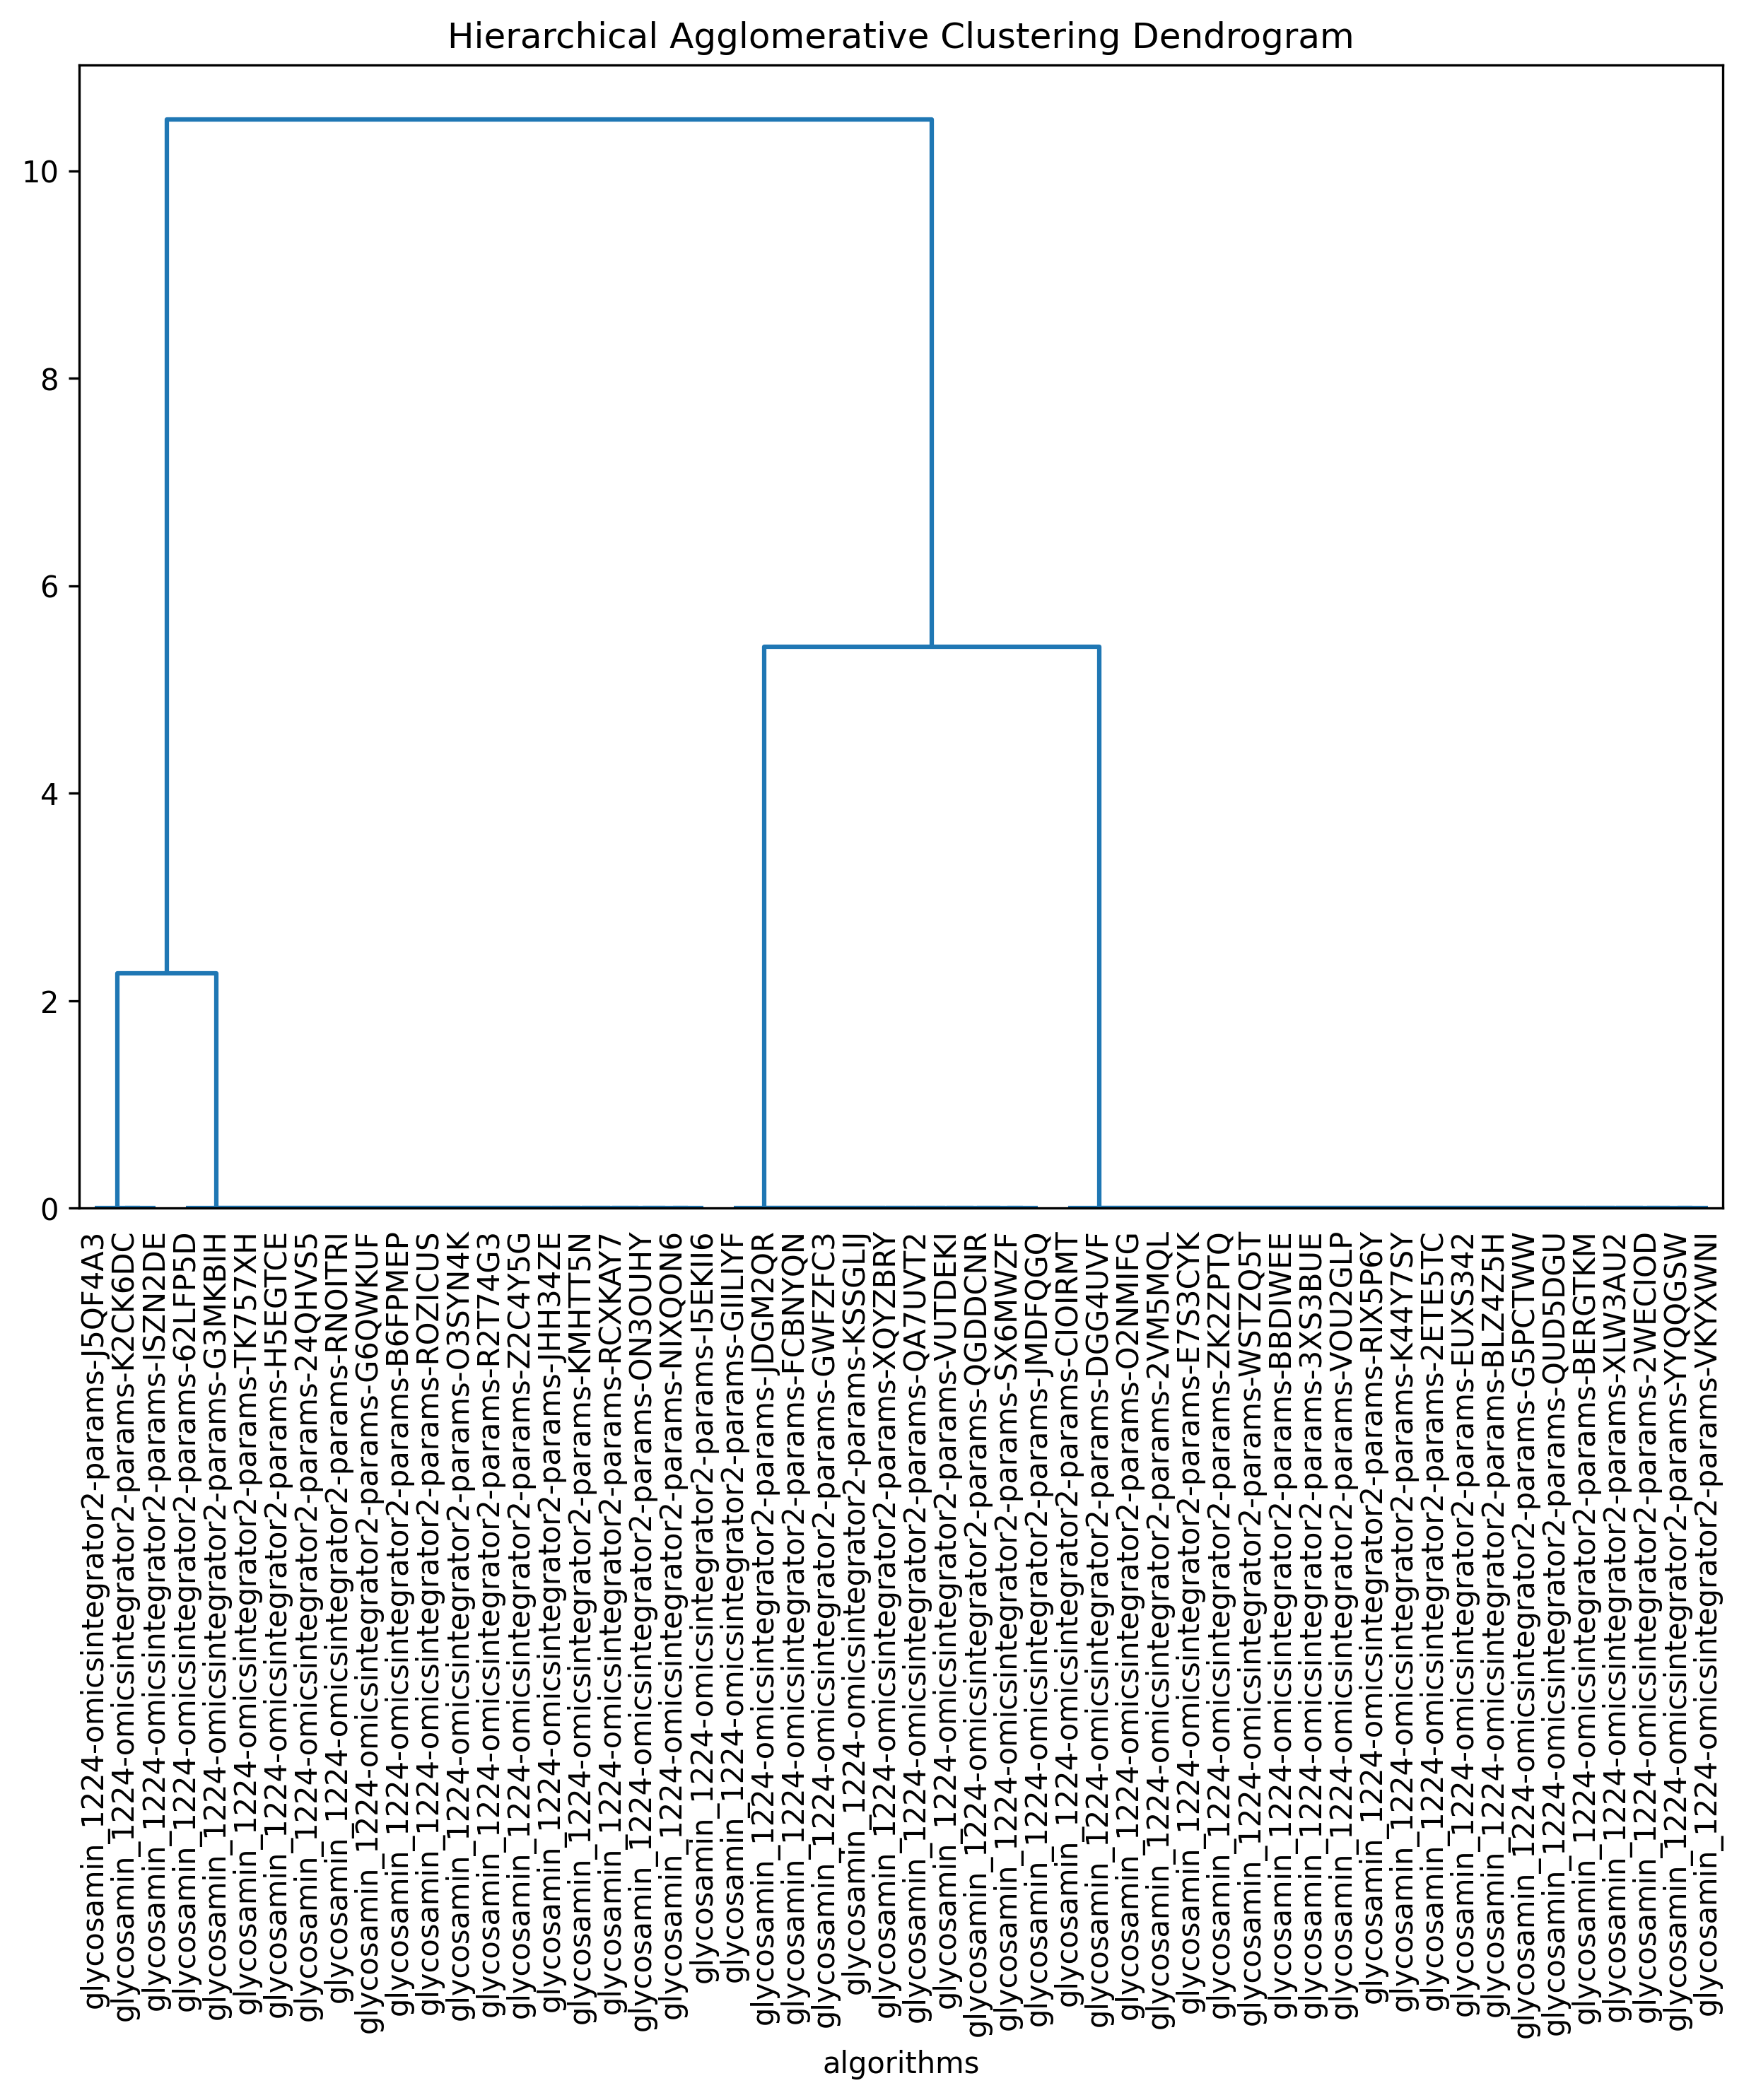 Hierarchical Agglomerative Clustering Dendrogram
10
8
6
4
2
0
glycosamin_1224-omicsintegrator2-params-J5QF4A3
glycosamin_1224-omicsintegrator2-params-K2CK6DC
glycosamin_1224-omicsintegrator2-params-ISZN2DE
glycosamin_1224-omicsintegrator2-params-62LFP5D
glycosamin_1224-omicsintegrator2-params-G3MKBIH
glycosamin_1224-omicsintegrator2-params-TK757XH
glycosamin_1224-omicsintegrator2-params-H5EGTCE
glycosamin_1224-omicsintegrator2-params-24QHVS5
glycosamin_1224-omicsintegrator2-params-RNOITRI
glycosamin_1224-omicsintegrator2-params-G6QWKUF
glycosamin_1224-omicsintegrator2-params-B6FPMEP
glycosamin_1224-omicsintegrator2-params-ROZICUS
glycosamin_1224-omicsintegrator2-params-O3SYN4K
glycosamin_1224-omicsintegrator2-params-R2T74G3
glycosamin_1224-omicsintegrator2-params-Z2C4Y5G
glycosamin_1224-omicsintegrator2-params-JHH34ZE
glycosamin_1224-omicsintegrator2-params-KMHTT5N
glycosamin_1224-omicsintegrator2-params-RCXKAY7
glycosamin_1224-omicsintegrator2-params-ON3OUHY
glycosamin_1224-omicsintegrator2-params-NIXQON6
glycosamin_1224-omicsintegrator2-params-I5EKII6
glycosamin_1224-omicsintegrator2-params-GIILIYF
glycosamin_1224-omicsintegrator2-params-JDGM2QR
glycosamin_1224-omicsintegrator2-params-FCBNYQN
glycosamin_1224-omicsintegrator2-params-GWFZFC3
glycosamin_1224-omicsintegrator2-params-KSSGLIJ
glycosamin_1224-omicsintegrator2-params-XQYZBRY
glycosamin_1224-omicsintegrator2-params-QA7UVT2
glycosamin_1224-omicsintegrator2-params-VUTDEKI
glycosamin_1224-omicsintegrator2-params-QGDDCNR
glycosamin_1224-omicsintegrator2-params-SX6MWZF
glycosamin_1224-omicsintegrator2-params-JMDFQGQ
glycosamin_1224-omicsintegrator2-params-CIOIRMT
glycosamin_1224-omicsintegrator2-params-DGG4UVF
glycosamin_1224-omicsintegrator2-params-O2NMIFG
glycosamin_1224-omicsintegrator2-params-2VM5MQL
glycosamin_1224-omicsintegrator2-params-E7S3CYK
glycosamin_1224-omicsintegrator2-params-ZK2ZPTQ
glycosamin_1224-omicsintegrator2-params-WSTZQ5T
glycosamin_1224-omicsintegrator2-params-BBDIWEE
glycosamin_1224-omicsintegrator2-params-3XS3BUE
glycosamin_1224-omicsintegrator2-params-VOU2GLP
glycosamin_1224-omicsintegrator2-params-RIX5P6Y
glycosamin_1224-omicsintegrator2-params-K44Y7SY
glycosamin_1224-omicsintegrator2-params-2ETE5TC
glycosamin_1224-omicsintegrator2-params-EUXS342
glycosamin_1224-omicsintegrator2-params-BLZ4Z5H
glycosamin_1224-omicsintegrator2-params-G5PCTWW
glycosamin_1224-omicsintegrator2-params-QUD5DGU
glycosamin_1224-omicsintegrator2-params-BERGTKM
glycosamin_1224-omicsintegrator2-params-XLW3AU2
glycosamin_1224-omicsintegrator2-params-2WECIOD
glycosamin_1224-omicsintegrator2-params-YYQQGSW
glycosamin_1224-omicsintegrator2-params-VKYXWNI
algorithms